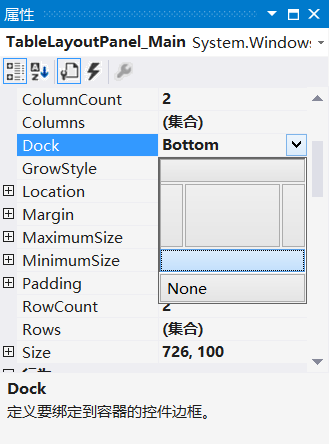 属性
TableLayoutPanel_Main System.Windows
ColumnCount 2
Columns (集合)
Dock Bottom
GrowStyle
Location
Margin
MaximumSize
MinimumSize
Padding None
RowCount 2
Rows (集合)
Size 726, 100
Dock
定义要绑定到容器的控件边框。